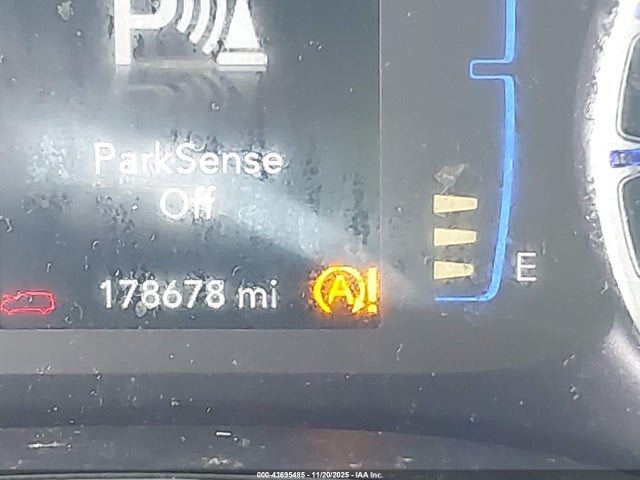 P
ParkSense
Off
178678 mi
A!
E
000-43695485 - 11/20/2025 - IAA Inc.